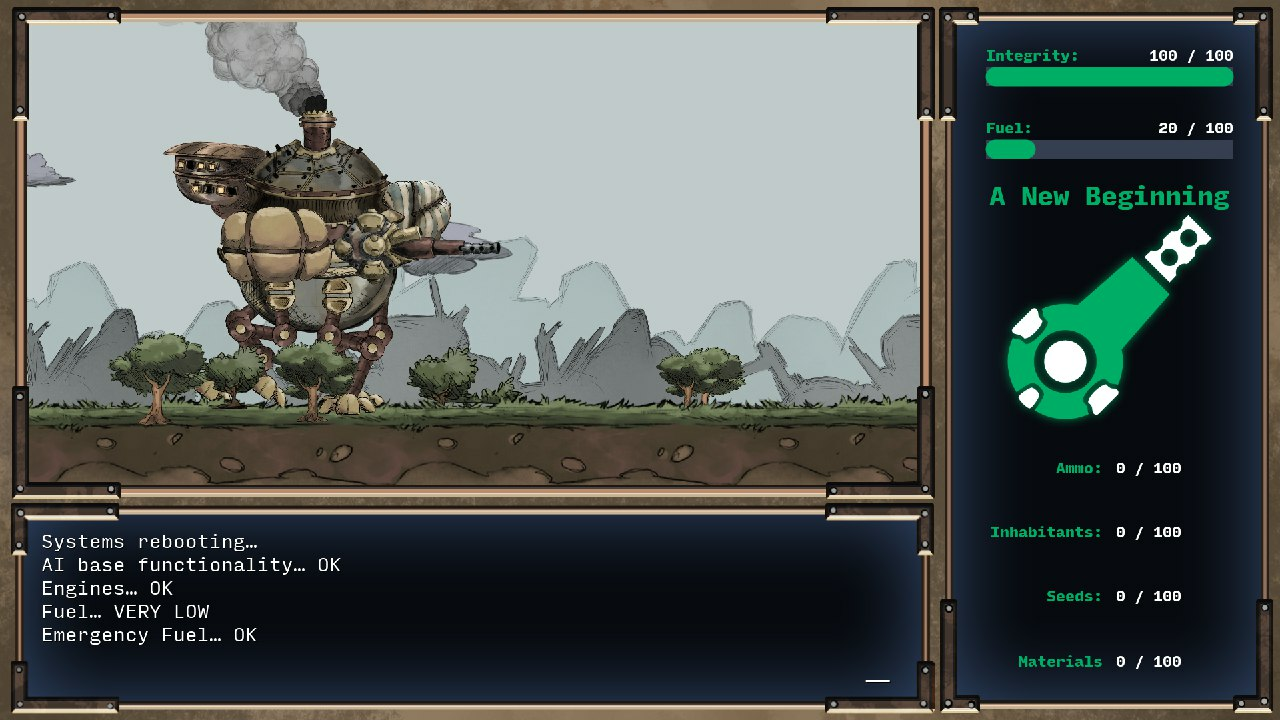 Integrity: 100 / 100
Fuel: 20 / 100
A New Beginning
Ammo: 0 / 100
Inhabitants: 0 / 100
Seeds: 0 / 100
Materials 0 / 100
Systems rebooting…
AI base functionality… OK
Engines… OK
Fuel… VERY LOW
Emergency Fuel… OK